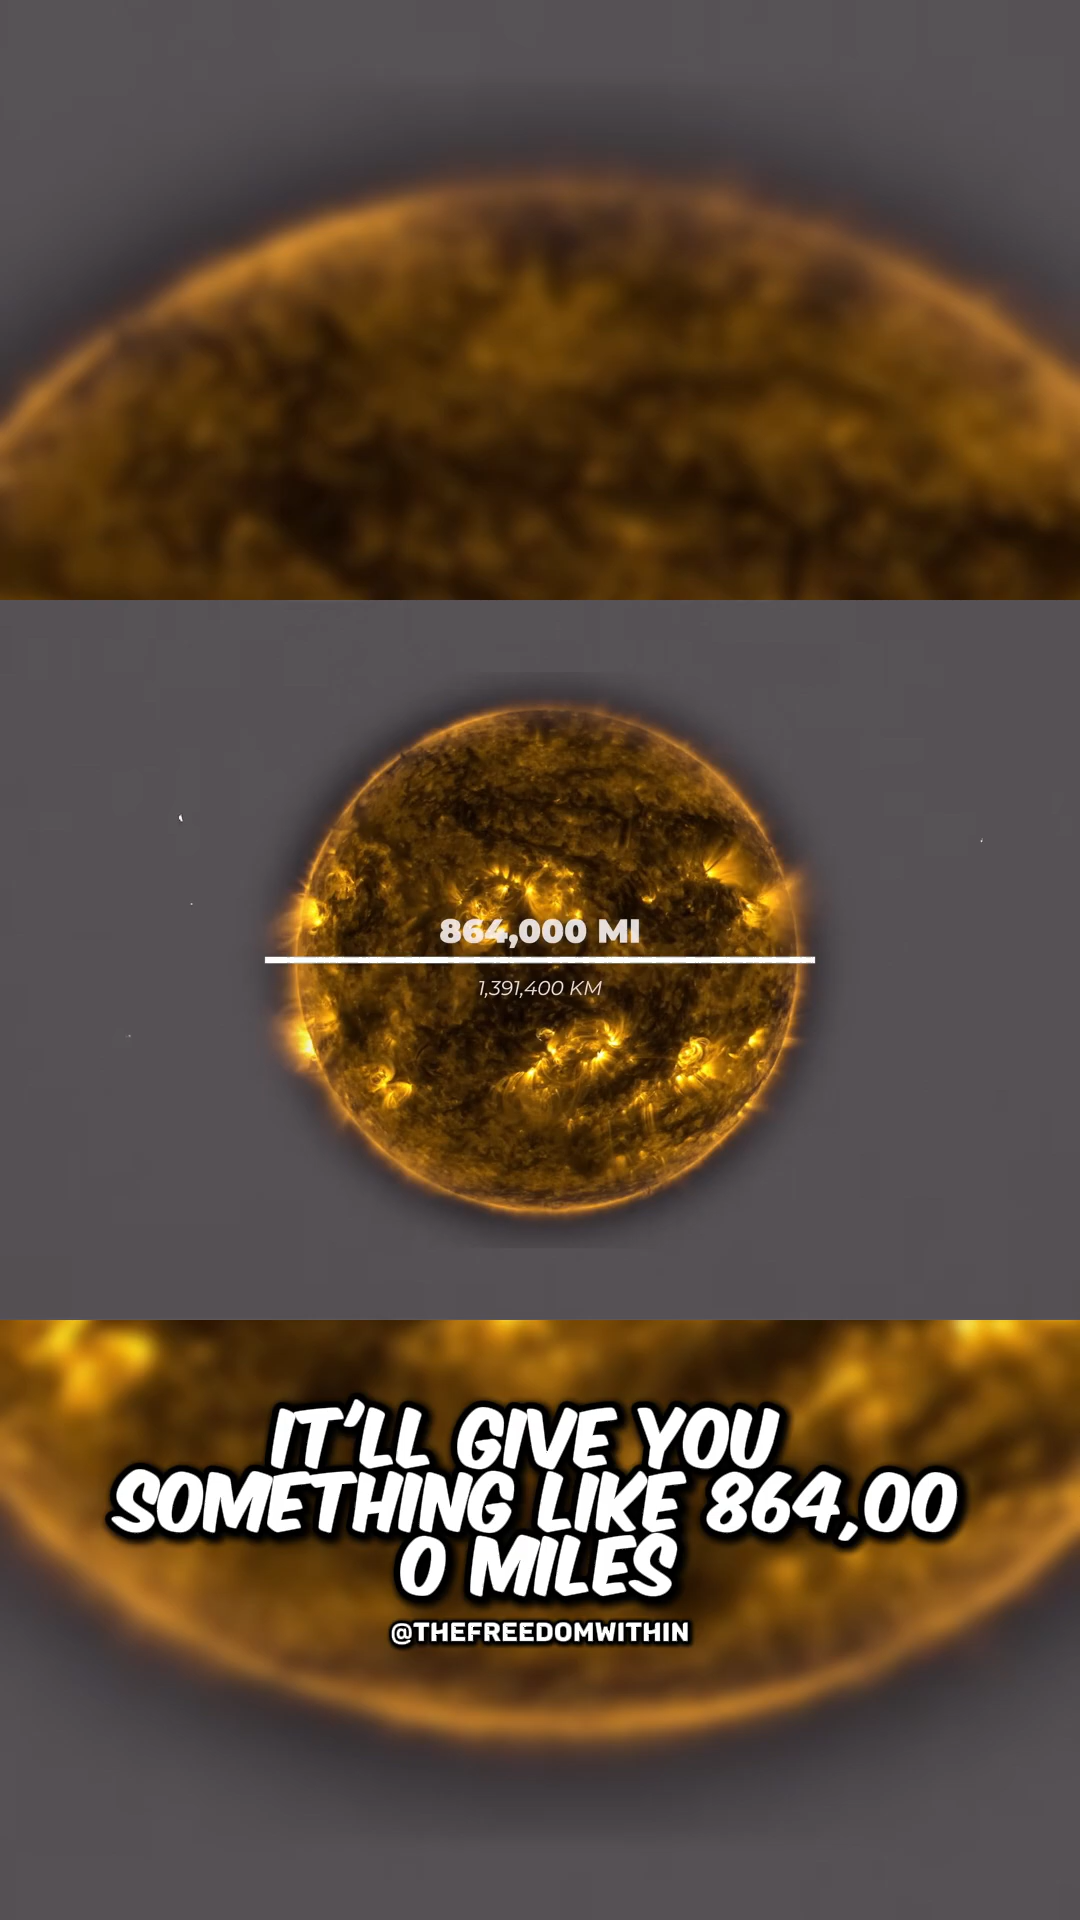 864,000 MI
1,391,400 KM
IT'LL GIVE YOU
SOMETHING LIKE 864,00
0 MILES
@THEFREEDOMWITHIN